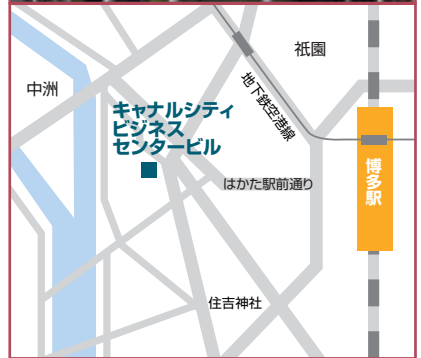 祇園
中洲
地下鉄空港線
キャナルシティ
ビジネス
センタービル
はかた駅前通り
博多駅
住吉神社